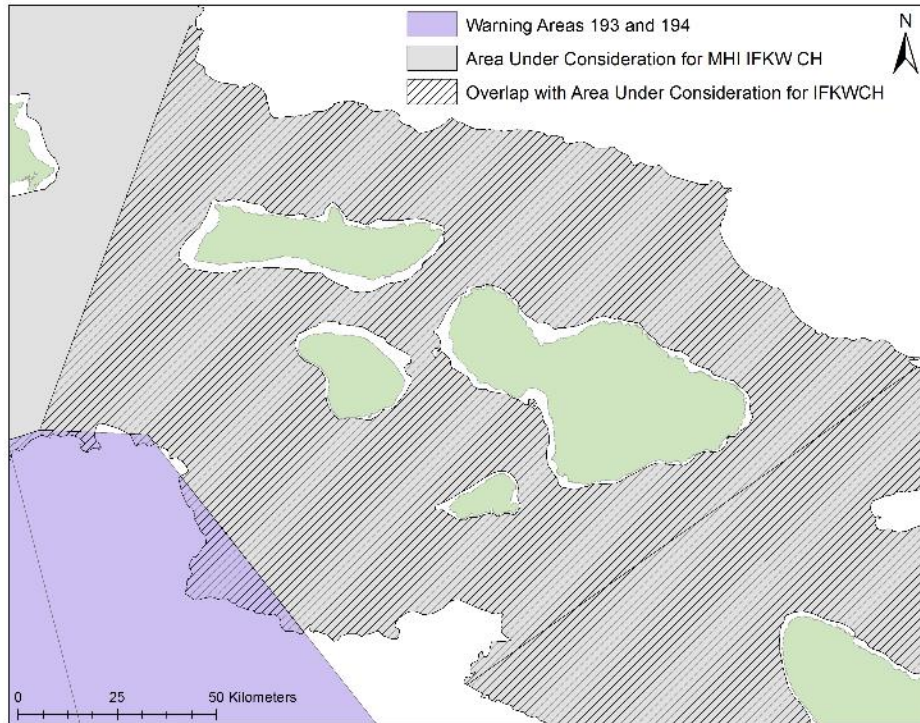 Warning Areas 193 and 194
N
Area Under Consideration for MHI IFKW CH
Overlap with Area Under Consideration for IFKWCH
0 25 50 Kilometers